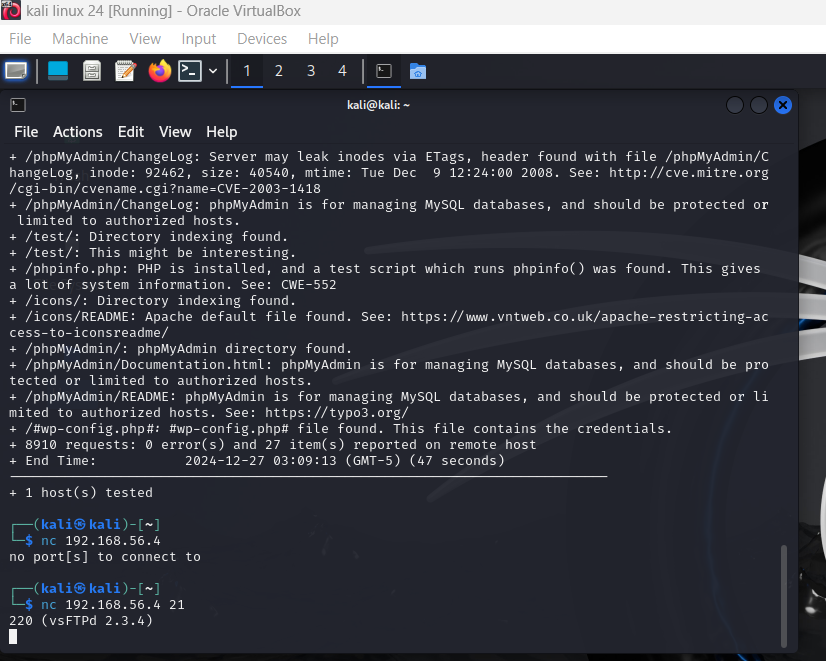 kali linux 24 [Running] - Oracle VirtualBox
File Machine View Input Devices Help
1 2 3 4
kali@kali: ~
File Actions Edit View Help
+ /phpMyAdmin/ChangeLog: Server may leak inodes via ETags, header found with file /phpMyAdmin/C
hangeLog, inode: 92462, size: 40540, mtime: Tue Dec  9 12:24:00 2008. See: http://cve.mitre.org
/cgi-bin/cvename.cgi?name=CVE-2003-1418
+ /phpMyAdmin/ChangeLog: phpMyAdmin is for managing MySQL databases, and should be protected or
 limited to authorized hosts.
+ /test/: Directory indexing found.
+ /test/: This might be interesting.
+ /phpinfo.php: PHP is installed, and a test script which runs phpinfo() was found. This gives
a lot of system information. See: CWE-552
+ /icons/: Directory indexing found.
+ /icons/README: Apache default file found. See: https://www.vntweb.co.uk/apache-restricting-ac
cess-to-iconsreadme/
+ /phpMyAdmin/: phpMyAdmin directory found.
+ /phpMyAdmin/Documentation.html: phpMyAdmin is for managing MySQL databases, and should be pro
tected or limited to authorized hosts.
+ /phpMyAdmin/README: phpMyAdmin is for managing MySQL databases, and should be protected or li
mited to authorized hosts. See: https://typo3.org/
+ /#wp-config.php#: #wp-config.php# file found. This file contains the credentials.
+ 8910 requests: 0 error(s) and 27 item(s) reported on remote host
+ End Time:           2024-12-27 03:09:13 (GMT-5) (47 seconds)
+ 1 host(s) tested
┌──(kali㉿kali)-[~]
└─$ nc 192.168.56.4
no port[s] to connect to
┌──(kali㉿kali)-[~]
└─$ nc 192.168.56.4 21
220 (vsFTPd 2.3.4)